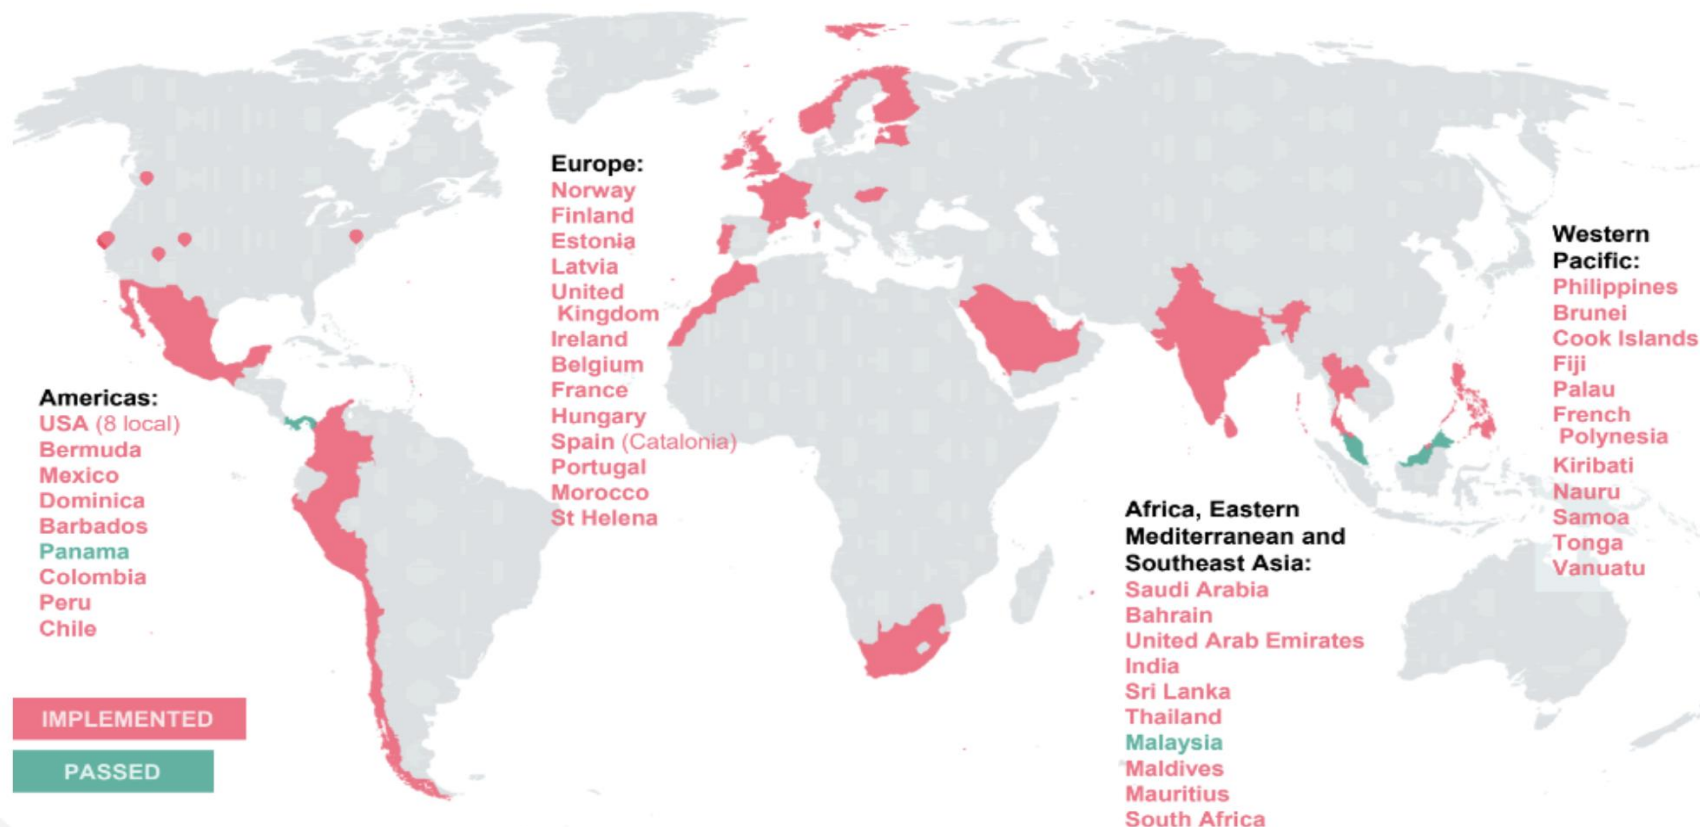 Europe:
Norway
Finland
Estonia
Latvia
United
Kingdom
Ireland
Belgium
France
Hungary
Spain (Catalonia)
Portugal
Morocco
St Helena
Western
Pacific:
Philippines
Brunei
Cook Islands
Fiji
Palau
French
Polynesia
Kiribati
Nauru
Samoa
Tonga
Vanuatu
Americas:
USA (8 local)
Bermuda
Mexico
Dominica
Barbados
Panama
Colombia
Peru
Chile
Africa, Eastern
Mediterranean and
Southeast Asia:
Saudi Arabia
Bahrain
United Arab Emirates
India
Sri Lanka
Thailand
Malaysia
Maldives
Mauritius
South Africa
IMPLEMENTED
PASSED